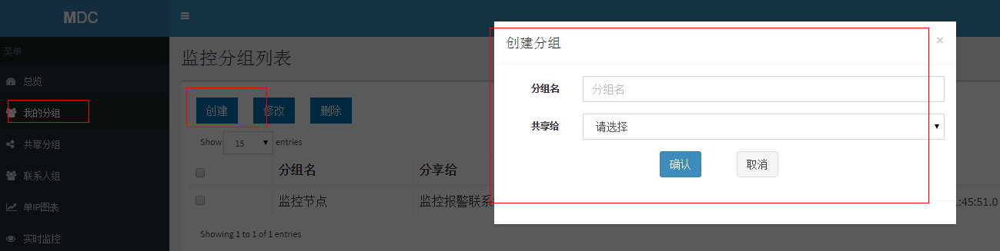 MDC
菜单
总览
我的分组
共享分组
联系人组
单IP图表
实时监控
监控分组列表
创建 修改 删除
Show 15 entries
分组名 分享给
监控节点 监控报警联系 :45:51.0
Showing 1 to 1 of 1 entries
创建分组 ×
分组名 分组名
共享给 请选择
确认 取消